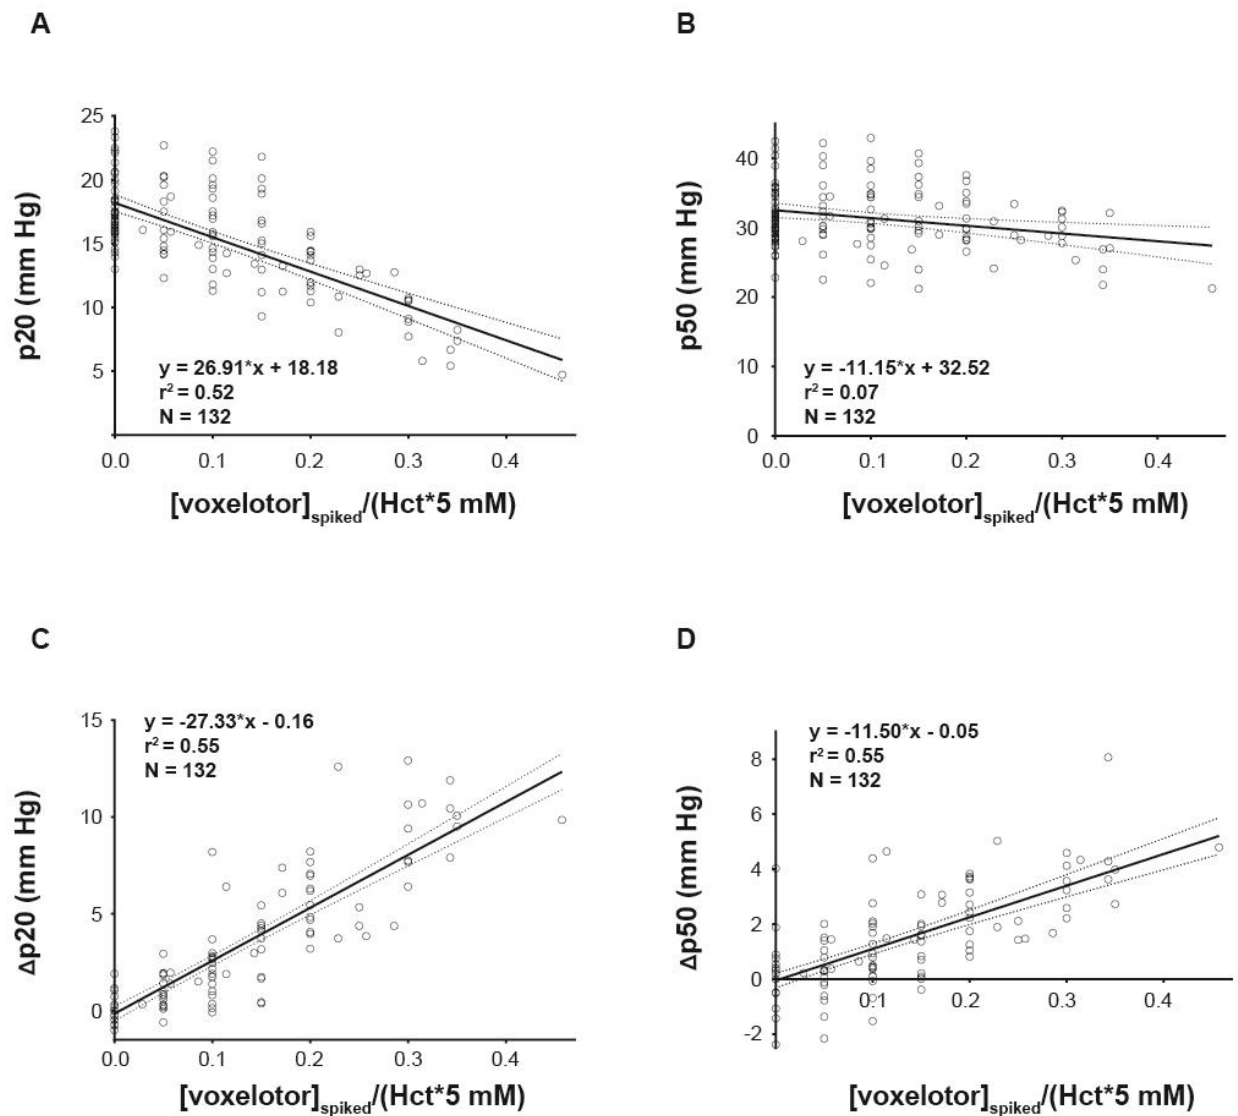 A
p20 (mm Hg)
25
20
15
10
5
y = 26.91*x + 18.18
r² = 0.52
N = 132
0.0 0.1 0.2 0.3 0.4
[voxelotor]spiked/(Hct*5 mM)
B
p50 (mm Hg)
40
30
20
10
0
y = -11.15*x + 32.52
r² = 0.07
N = 132
0.0 0.1 0.2 0.3 0.4
[voxelotor]spiked/(Hct*5 mM)
C
Δp20 (mm Hg)
15
10
5
0
y = -27.33*x - 0.16
r² = 0.55
N = 132
0.0 0.1 0.2 0.3 0.4
[voxelotor]spiked/(Hct*5 mM)
D
Δp50 (mm Hg)
8
6
4
2
0
-2
y = -11.50*x - 0.05
r² = 0.55
N = 132
0.1 0.2 0.3 0.4
[voxelotor]spiked/(Hct*5 mM)